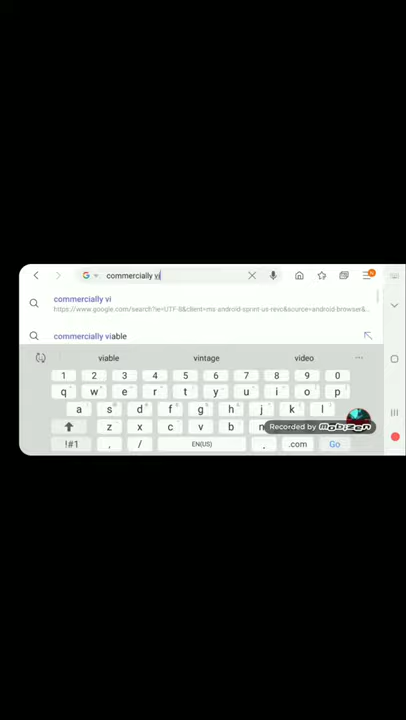 commercially vi
commercially vi
https://www.google.com/search?ie=UTF-8&client=ms-android-sprint-us-revc&source=android-browser&...
commercially viable
viable vintage video
1 2 3 4 5 6 7 8 9 0
q w e r t y u i o p
a s d f g h j k l
z x c v b n
Recorded by mobizen
!#1 , / EN(US) . .com Go